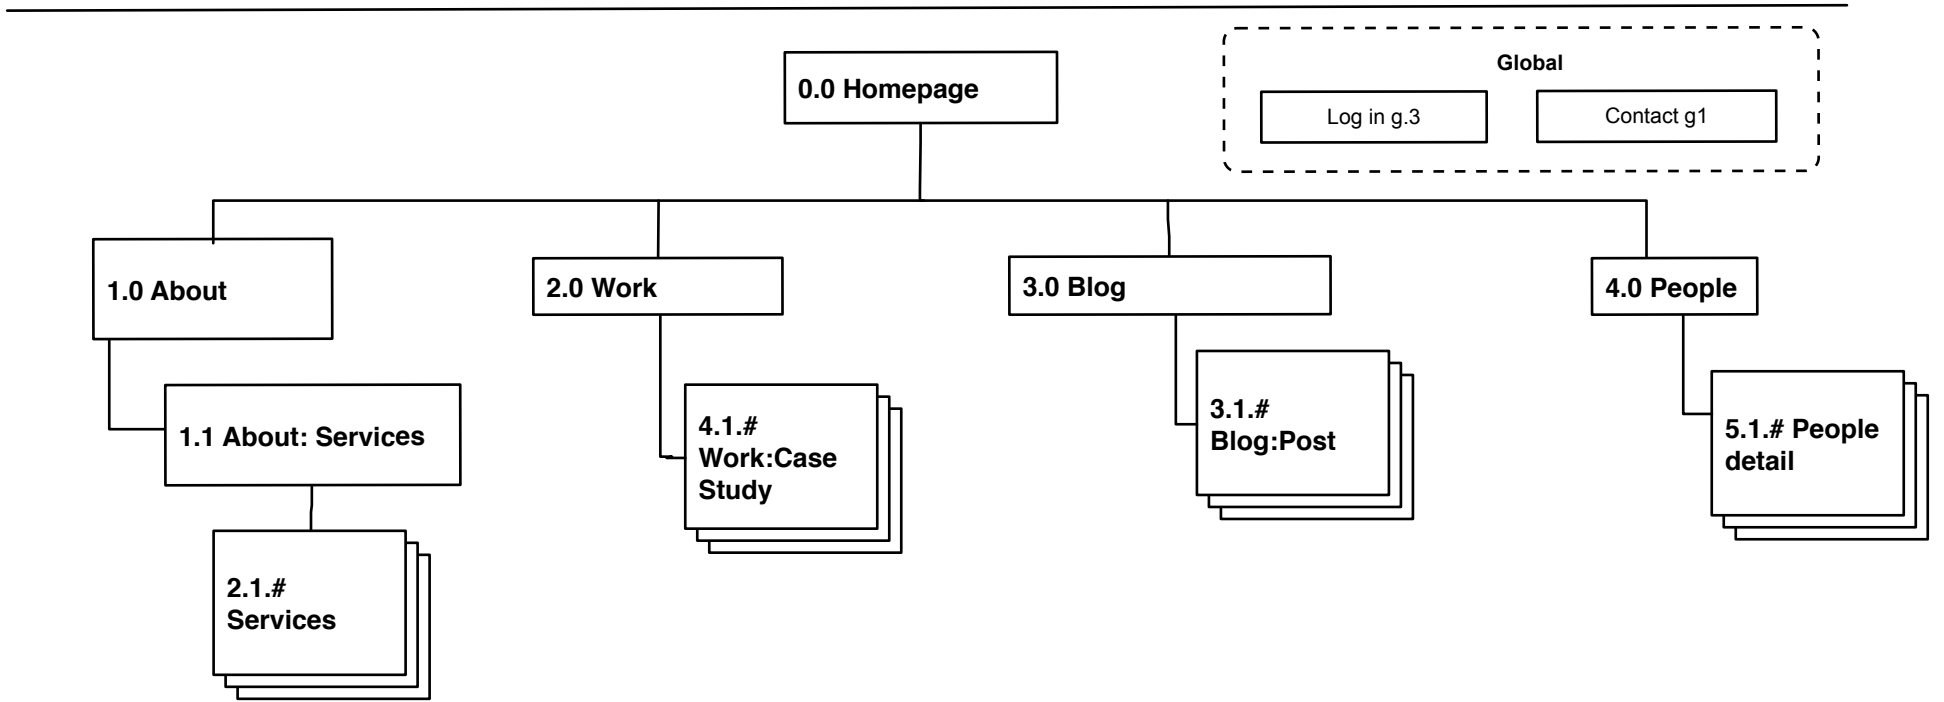 0.0 Homepage
Global
Log in g.3
Contact g1
1.0 About
2.0 Work
3.0 Blog
4.0 People
1.1 About: Services
4.1.#
Work:Case
Study
3.1.#
Blog:Post
5.1.# People
detail
2.1.#
Services